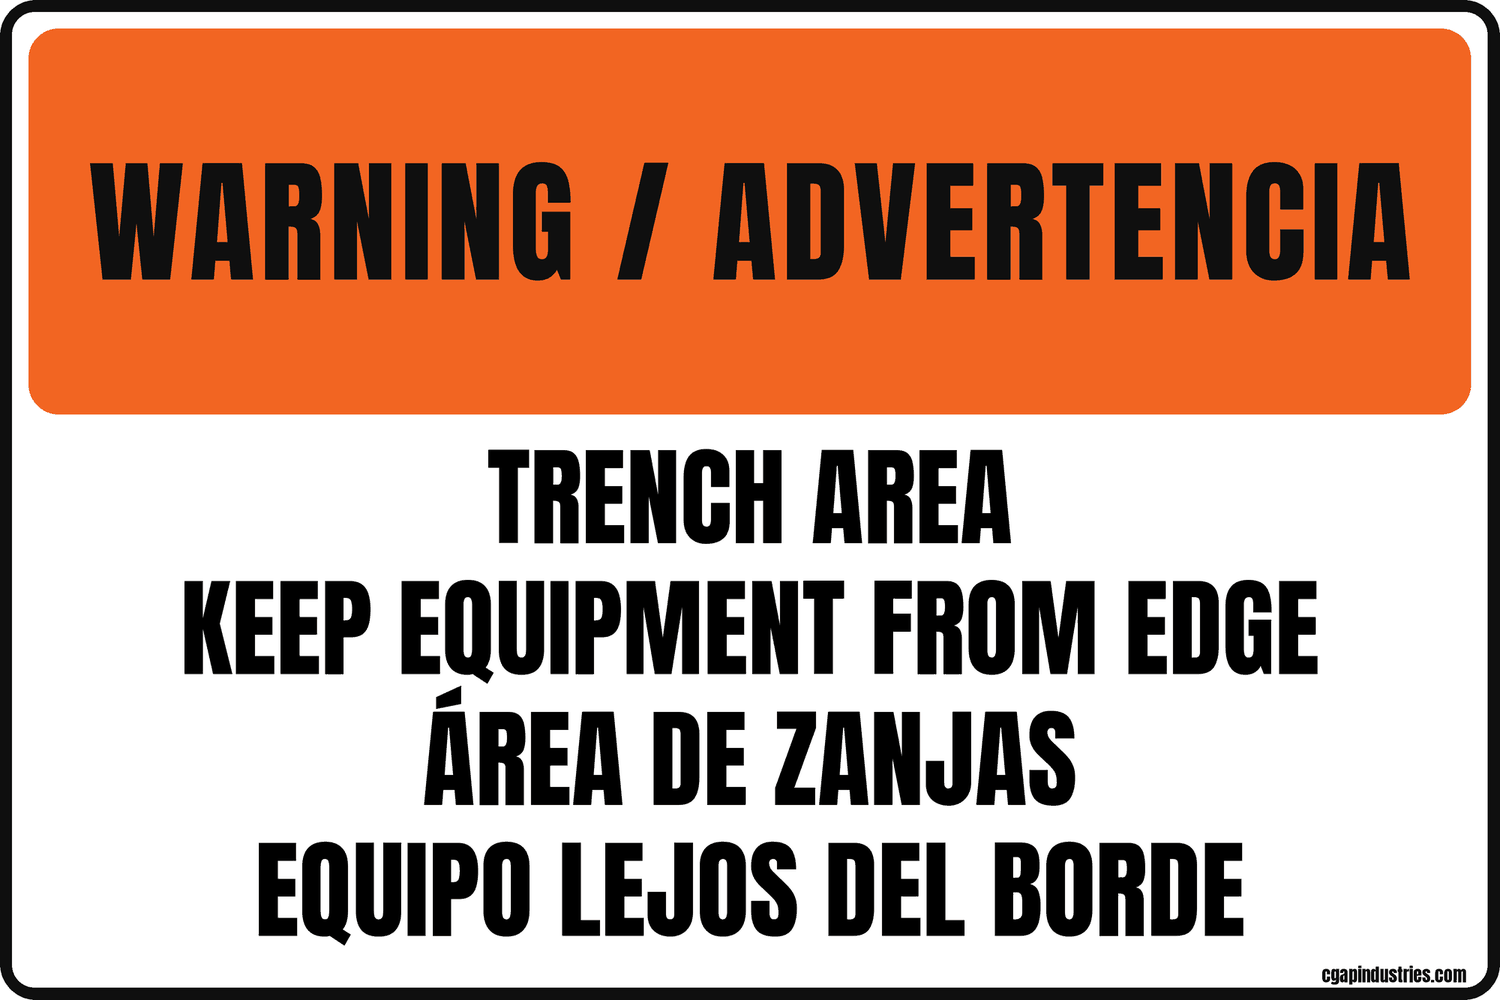 WARNING / ADVERTENCIA
TRENCH AREA
KEEP EQUIPMENT FROM EDGE
ÁREA DE ZANJAS
EQUIPO LEJOS DEL BORDE
cgapindustries.com